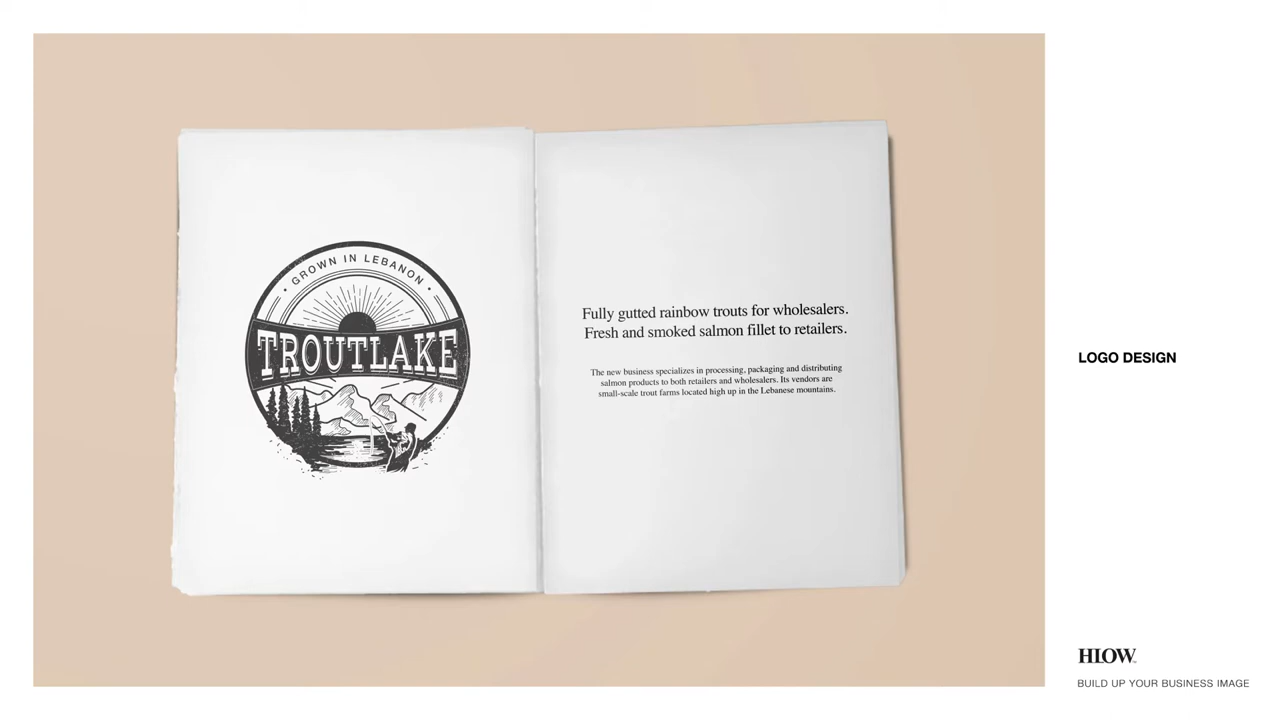 • GROWN IN LEBANON •
TROUTLAKE
Fully gutted rainbow trouts for wholesalers.
Fresh and smoked salmon fillet to retailers.
The new business specializes in processing, packaging and distributing
salmon products to both retailers and wholesalers. Its vendors are
small-scale trout farms located high up in the Lebanese mountains.
LOGO DESIGN
HLOW
BUILD UP YOUR BUSINESS IMAGE